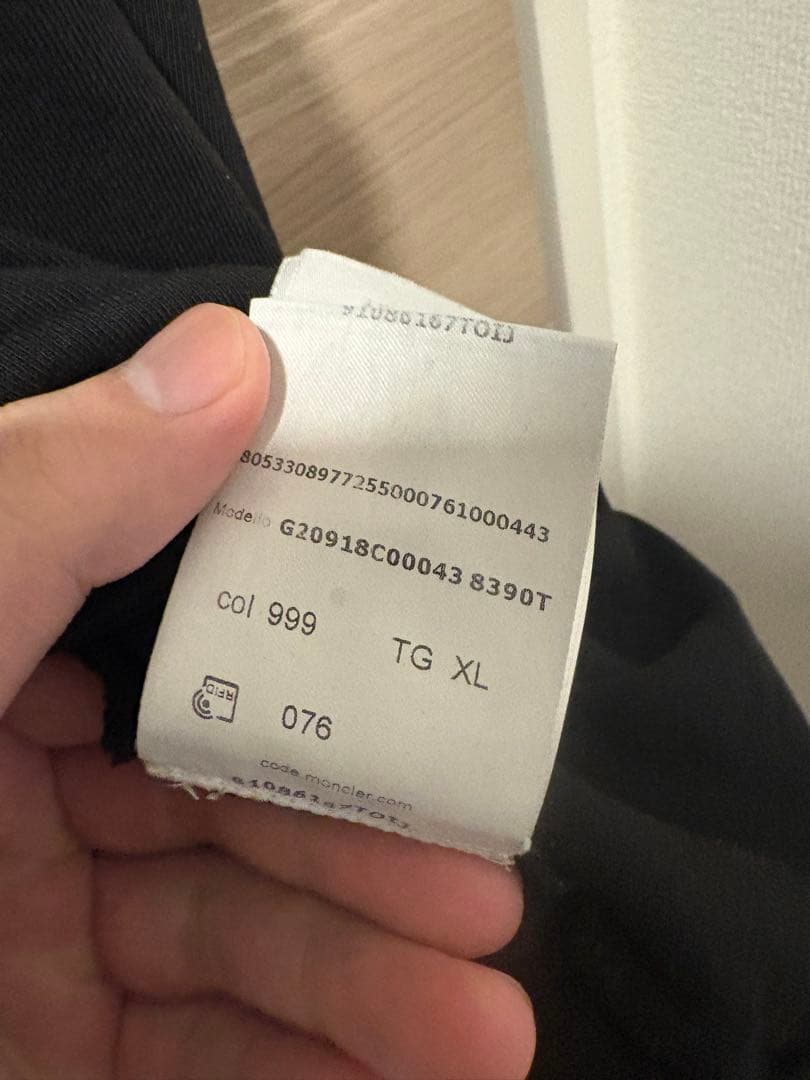 8053308977255000761000443
Modello G20918C00043 8390T
col 999
TG XL
RFID
076
code.moncler.com